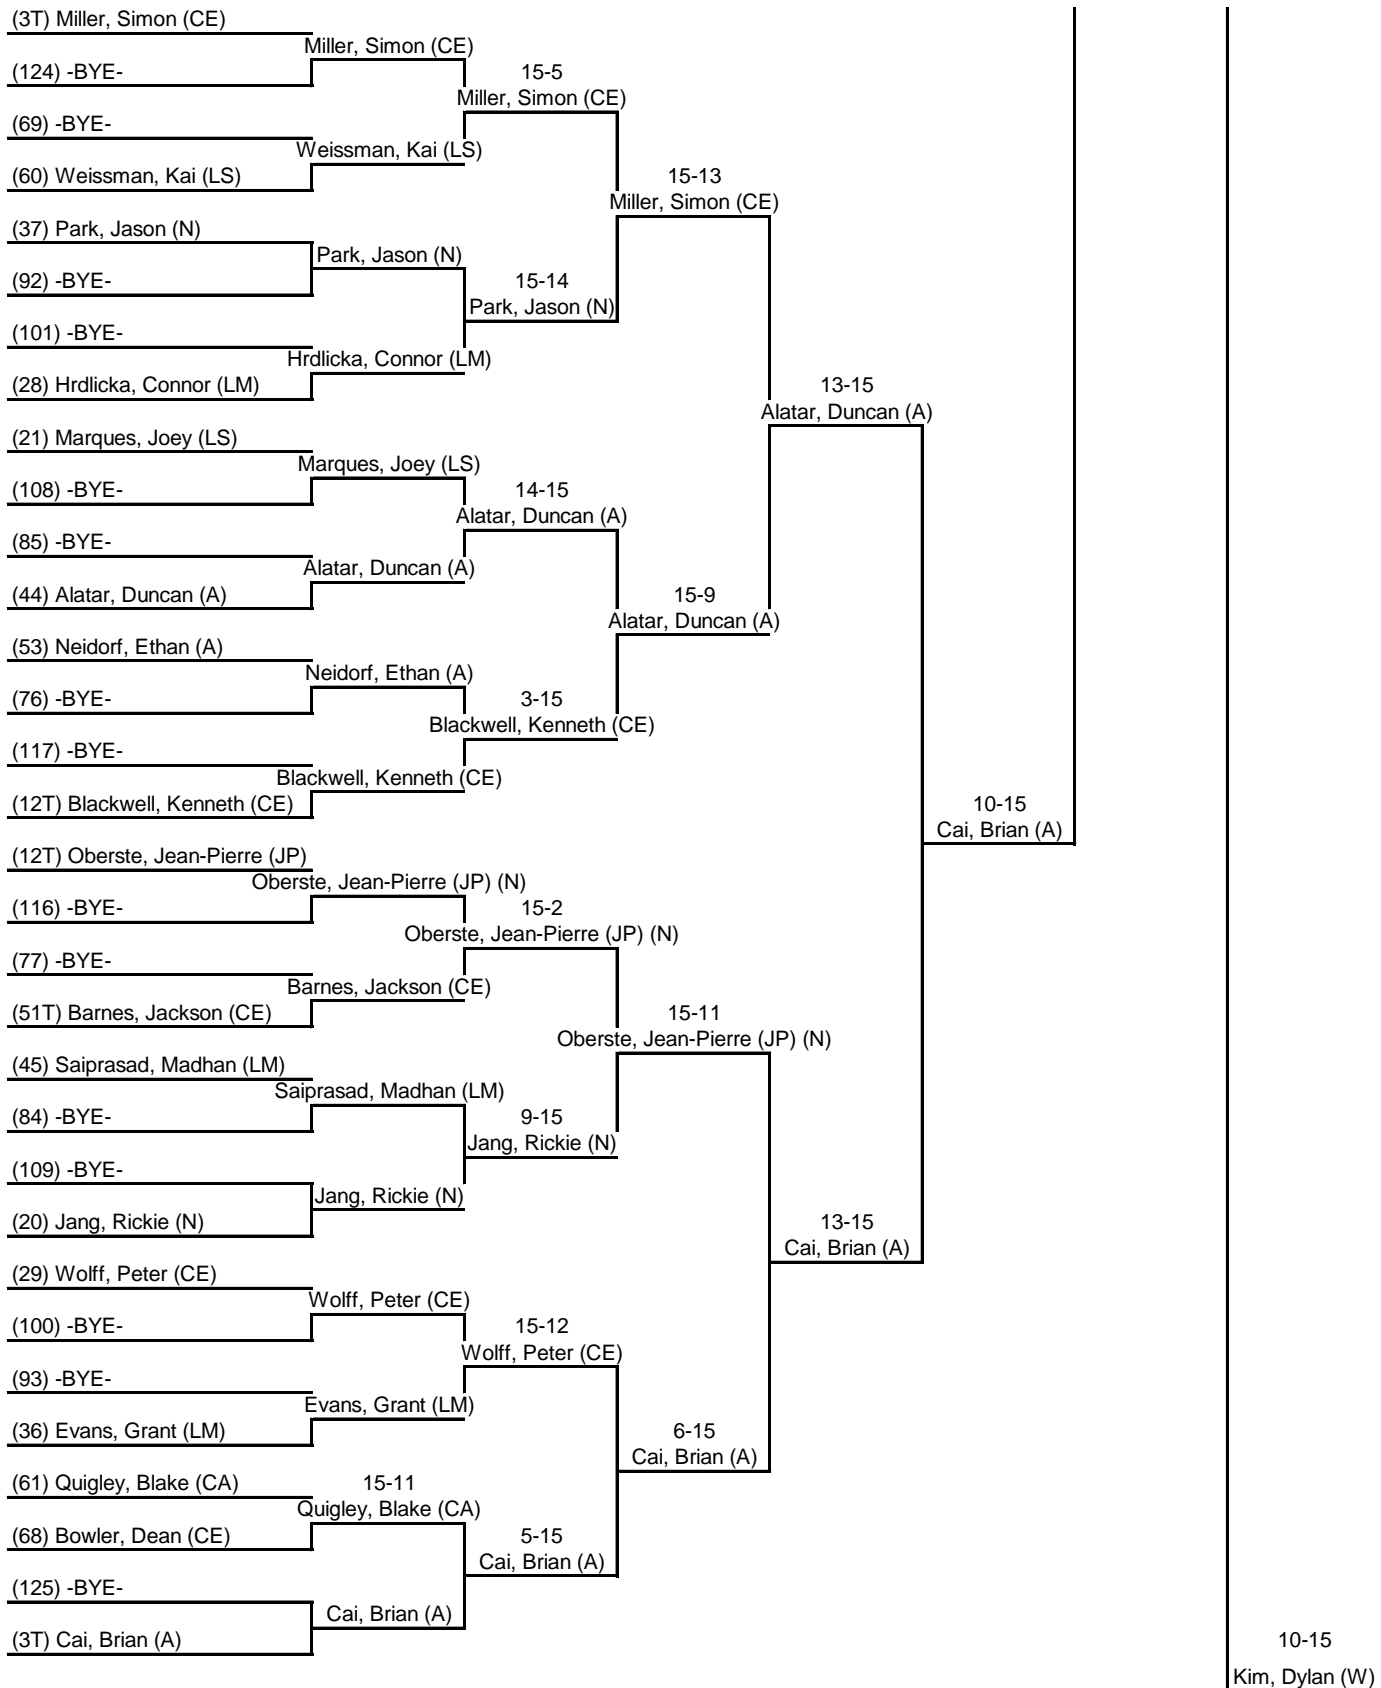 (3T) Miller, Simon (CE)
Miller, Simon (CE)
(124) -BYE-
15-5
Miller, Simon (CE)
(69) -BYE-
Weissman, Kai (LS)
(60) Weissman, Kai (LS)
15-13
Miller, Simon (CE)
(37) Park, Jason (N)
Park, Jason (N)
(92) -BYE-
15-14
Park, Jason (N)
(101) -BYE-
Hrdlicka, Connor (LM)
(28) Hrdlicka, Connor (LM)
13-15
Alatar, Duncan (A)
(21) Marques, Joey (LS)
Marques, Joey (LS)
(108) -BYE-
14-15
Alatar, Duncan (A)
(85) -BYE-
Alatar, Duncan (A)
(44) Alatar, Duncan (A)
15-9
Alatar, Duncan (A)
(53) Neidorf, Ethan (A)
Neidorf, Ethan (A)
(76) -BYE-
3-15
Blackwell, Kenneth (CE)
(117) -BYE-
Blackwell, Kenneth (CE)
(12T) Blackwell, Kenneth (CE)
10-15
Cai, Brian (A)
(12T) Oberste, Jean-Pierre (JP)
Oberste, Jean-Pierre (JP) (N)
(116) -BYE-
15-2
Oberste, Jean-Pierre (JP) (N)
(77) -BYE-
Barnes, Jackson (CE)
(51T) Barnes, Jackson (CE)
15-11
Oberste, Jean-Pierre (JP) (N)
(45) Saiprasad, Madhan (LM)
Saiprasad, Madhan (LM)
(84) -BYE-
9-15
Jang, Rickie (N)
(109) -BYE-
Jang, Rickie (N)
(20) Jang, Rickie (N)
13-15
Cai, Brian (A)
(29) Wolff, Peter (CE)
Wolff, Peter (CE)
(100) -BYE-
15-12
Wolff, Peter (CE)
(93) -BYE-
Evans, Grant (LM)
(36) Evans, Grant (LM)
6-15
Cai, Brian (A)
(61) Quigley, Blake (CA)
15-11
Quigley, Blake (CA)
(68) Bowler, Dean (CE)
5-15
Cai, Brian (A)
(125) -BYE-
Cai, Brian (A)
(3T) Cai, Brian (A)
10-15
Kim, Dylan (W)